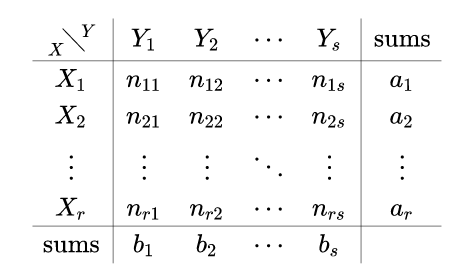 X \ Y Y₁ Y₂ ⋯ Yₛ sums
X₁ n₁₁ n₁₂ ⋯ n₁ₛ a₁
X₂ n₂₁ n₂₂ ⋯ n₂ₛ a₂
⋮ ⋮ ⋮ ⋱ ⋮ ⋮
Xᵣ nᵣ₁ nᵣ₂ ⋯ nᵣₛ aᵣ
sums b₁ b₂ ⋯ bₛ